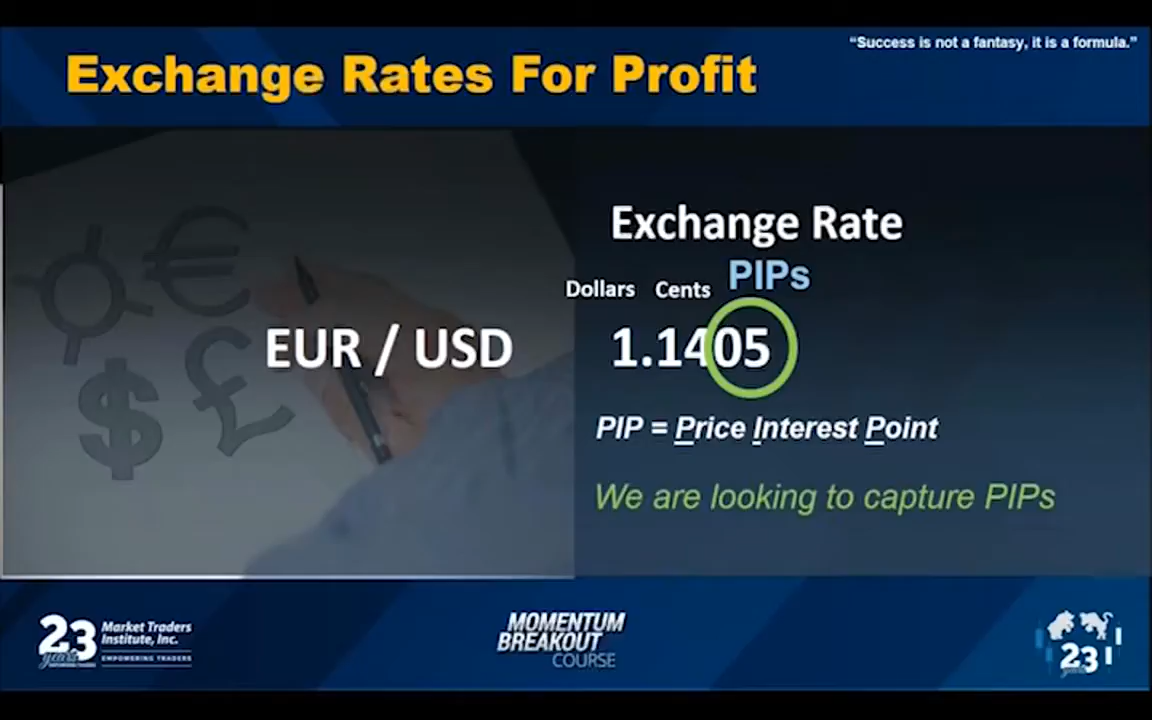 "Success is not a fantasy, it is a formula."
Exchange Rates For Profit
Exchange Rate
PIPs
Dollars Cents
EUR / USD 1.1405
PIP = Price Interest Point
We are looking to capture PIPs
23 Market Traders
Institute, Inc.
years EMPOWERING TRADERS
MOMENTUM
BREAKOUT
COURSE
23
years